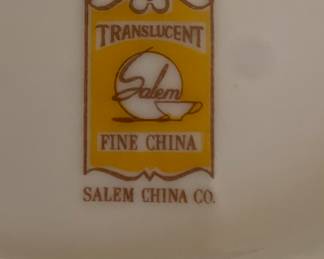 TRANSLUCENT
Salem
FINE CHINA
SALEM CHINA CO.